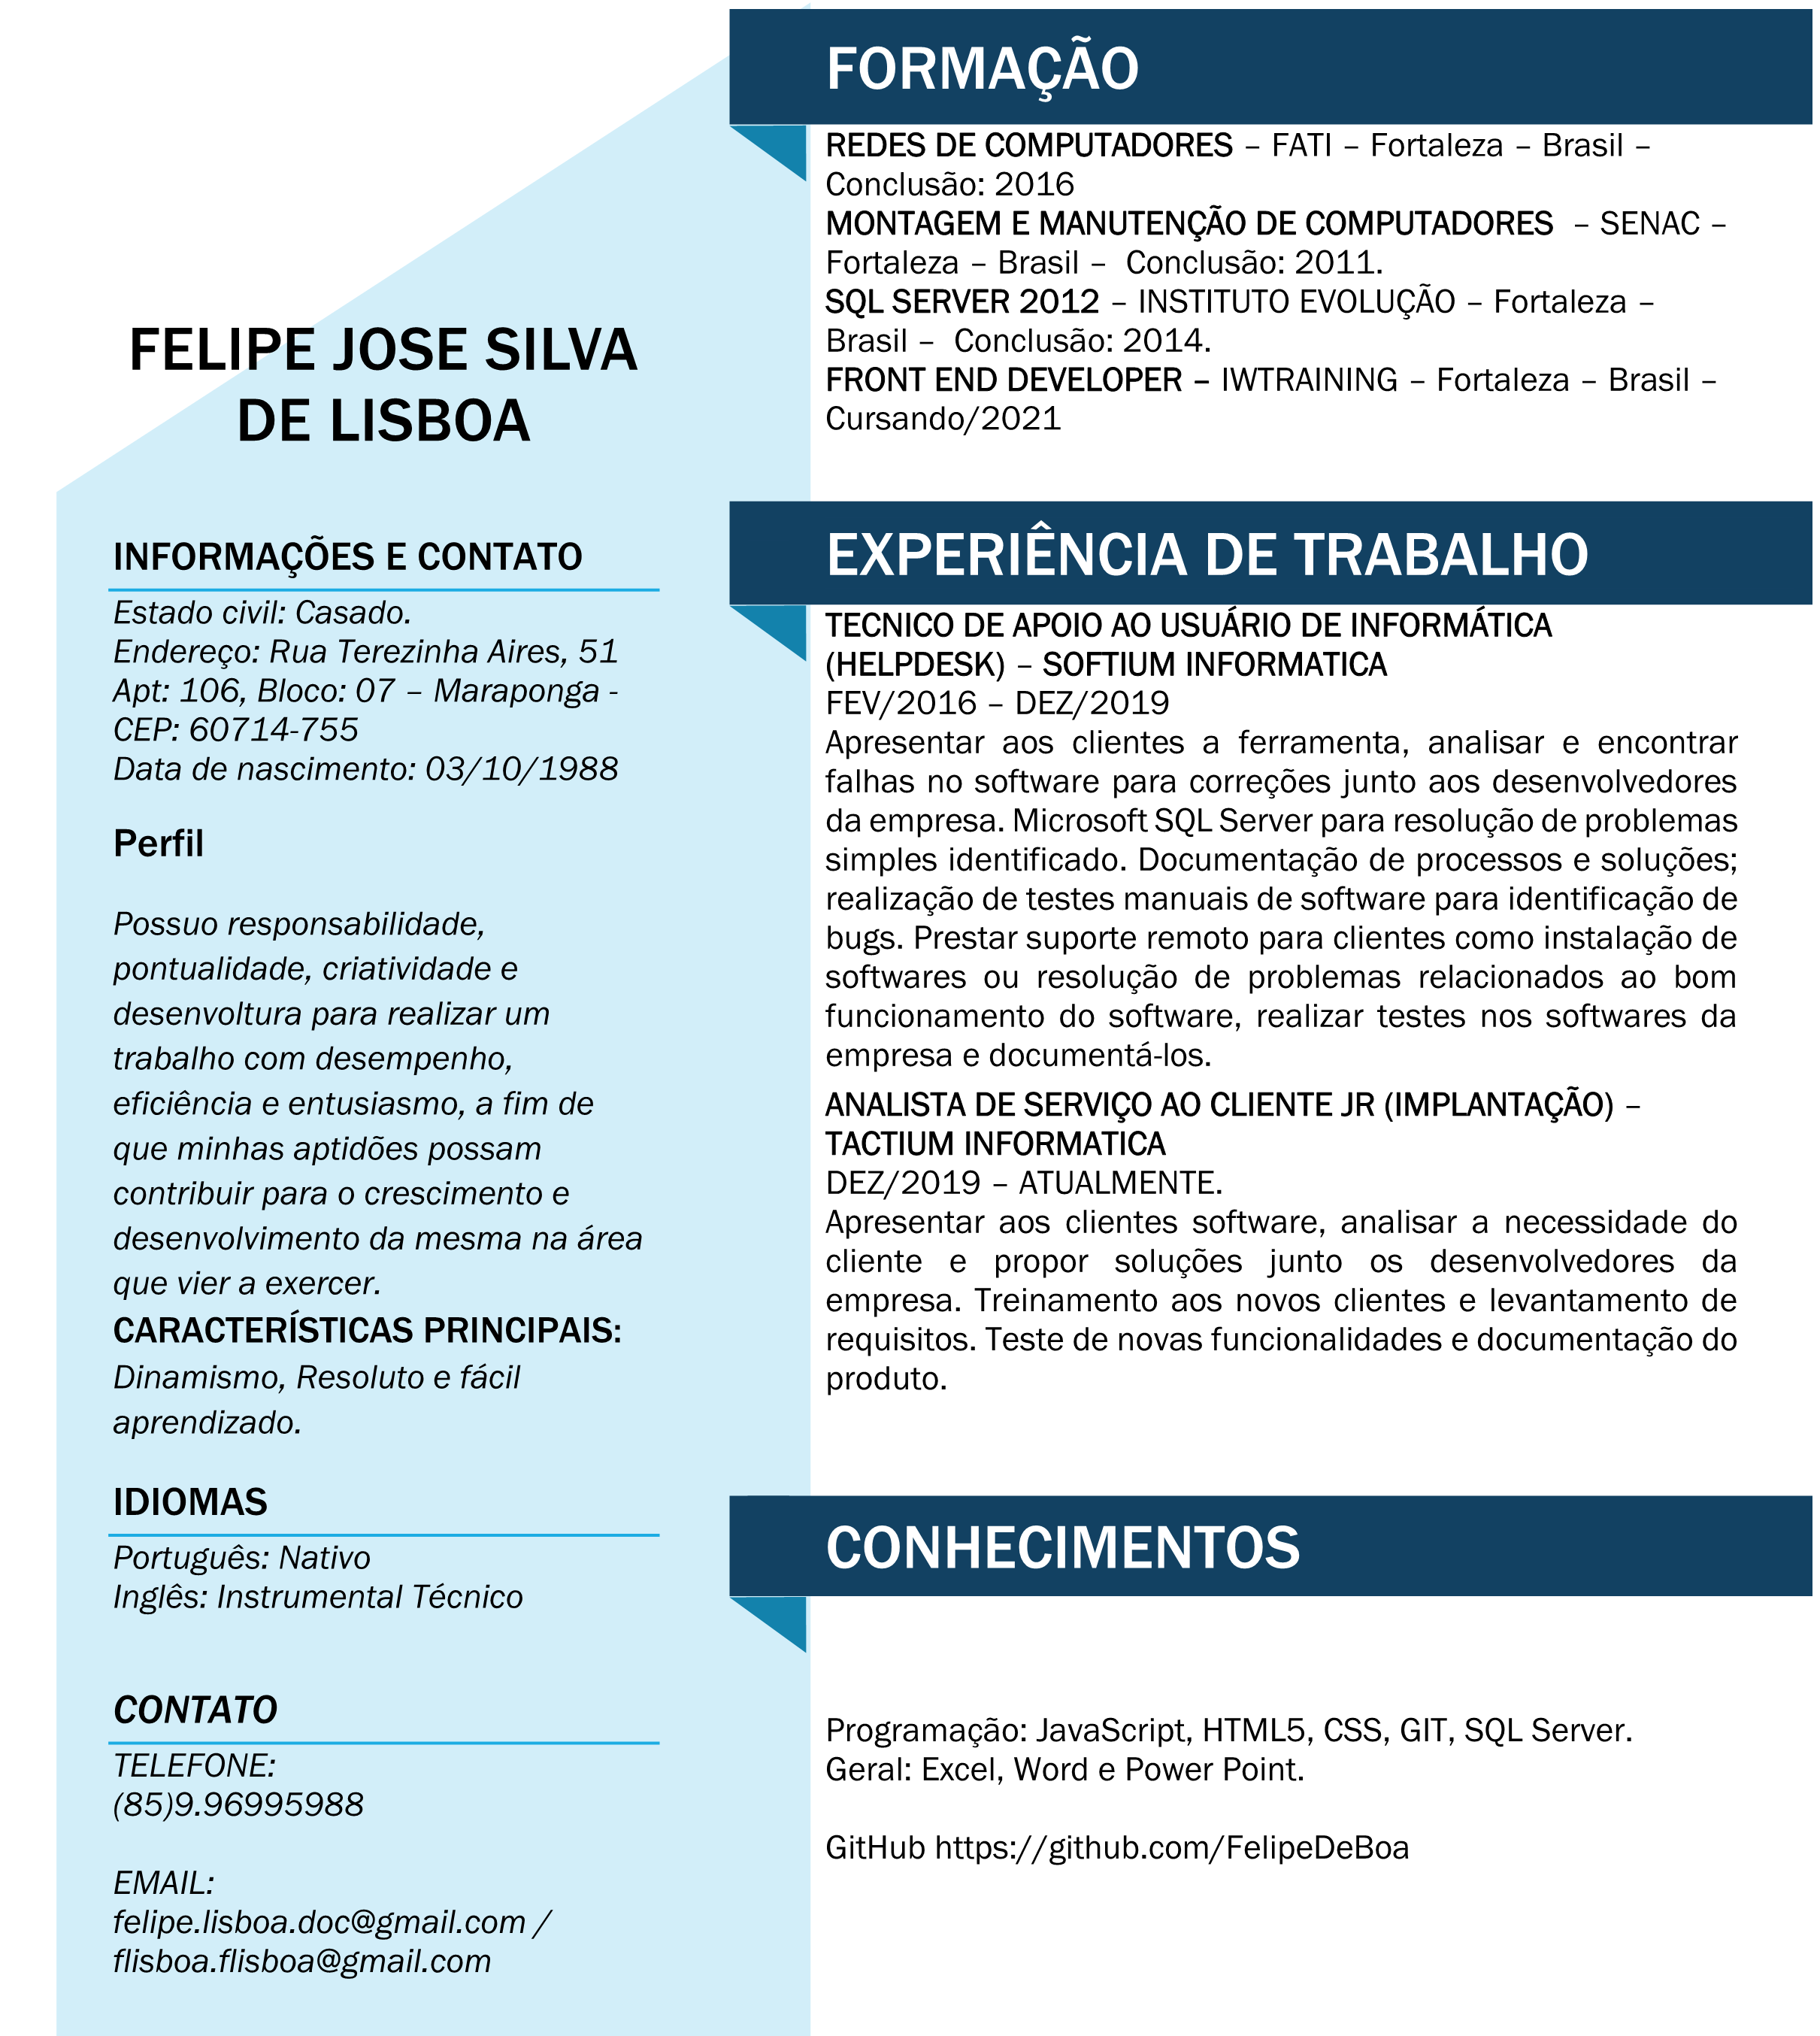 FELIPE JOSE SILVA
DE LISBOA
INFORMAÇÕES E CONTATO
Estado civil: Casado.
Endereço: Rua Terezinha Aires, 51
Apt: 106, Bloco: 07 – Maraponga -
CEP: 60714-755
Data de nascimento: 03/10/1988
Perfil
Possuo responsabilidade,
pontualidade, criatividade e
desenvoltura para realizar um
trabalho com desempenho,
eficiência e entusiasmo, a fim de
que minhas aptidões possam
contribuir para o crescimento e
desenvolvimento da mesma na área
que vier a exercer.
CARACTERÍSTICAS PRINCIPAIS:
Dinamismo, Resoluto e fácil
aprendizado.
IDIOMAS
Português: Nativo
Inglês: Instrumental Técnico
CONTATO
TELEFONE:
(85)9.96995988
EMAIL:
felipe.lisboa.doc@gmail.com /
flisboa.flisboa@gmail.com
FORMAÇÃO
REDES DE COMPUTADORES – FATI – Fortaleza – Brasil –
Conclusão: 2016
MONTAGEM E MANUTENÇÃO DE COMPUTADORES – SENAC –
Fortaleza – Brasil – Conclusão: 2011.
SQL SERVER 2012 – INSTITUTO EVOLUÇÃO – Fortaleza –
Brasil – Conclusão: 2014.
FRONT END DEVELOPER – IWTRAINING – Fortaleza – Brasil –
Cursando/2021
EXPERIÊNCIA DE TRABALHO
TECNICO DE APOIO AO USUÁRIO DE INFORMÁTICA
(HELPDESK) – SOFTIUM INFORMATICA
FEV/2016 – DEZ/2019
Apresentar aos clientes a ferramenta, analisar e encontrar
falhas no software para correções junto aos desenvolvedores
da empresa. Microsoft SQL Server para resolução de problemas
simples identificado. Documentação de processos e soluções;
realização de testes manuais de software para identificação de
bugs. Prestar suporte remoto para clientes como instalação de
softwares ou resolução de problemas relacionados ao bom
funcionamento do software, realizar testes nos softwares da
empresa e documentá-los.
ANALISTA DE SERVIÇO AO CLIENTE JR (IMPLANTAÇÃO) –
TACTIUM INFORMATICA
DEZ/2019 – ATUALMENTE.
Apresentar aos clientes software, analisar a necessidade do
cliente e propor soluções junto os desenvolvedores da
empresa. Treinamento aos novos clientes e levantamento de
requisitos. Teste de novas funcionalidades e documentação do
produto.
CONHECIMENTOS
Programação: JavaScript, HTML5, CSS, GIT, SQL Server.
Geral: Excel, Word e Power Point.
GitHub https://github.com/FelipeDeBoa